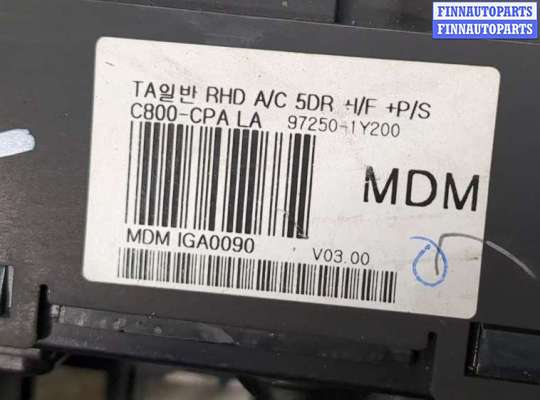 FINNAUTOPARTS
FINNAUTOPARTS
TA일반 RHD A/C 5DR H/F +P/S
C800-CPA LA 97250-1Y200
MDM
MDM IGA0090 V03.00